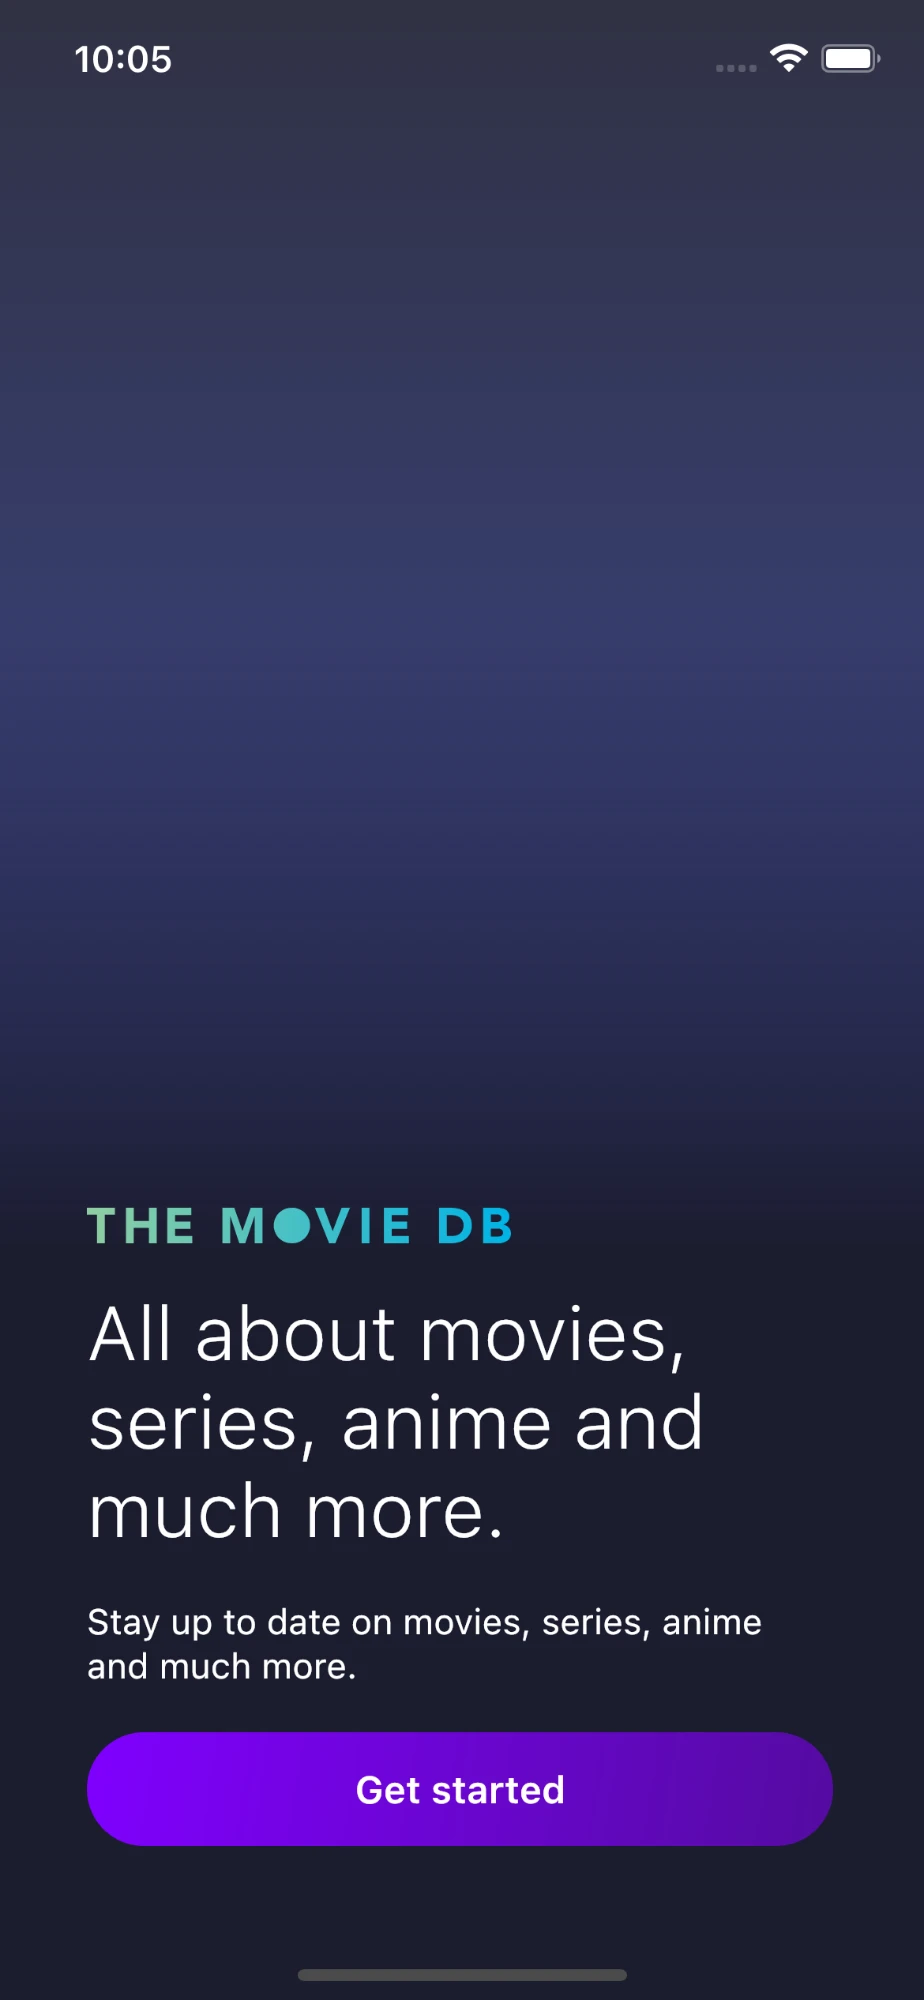 10:05
THE MOVIE DB
All about movies,
series, anime and
much more.
Stay up to date on movies, series, anime
and much more.
Get started